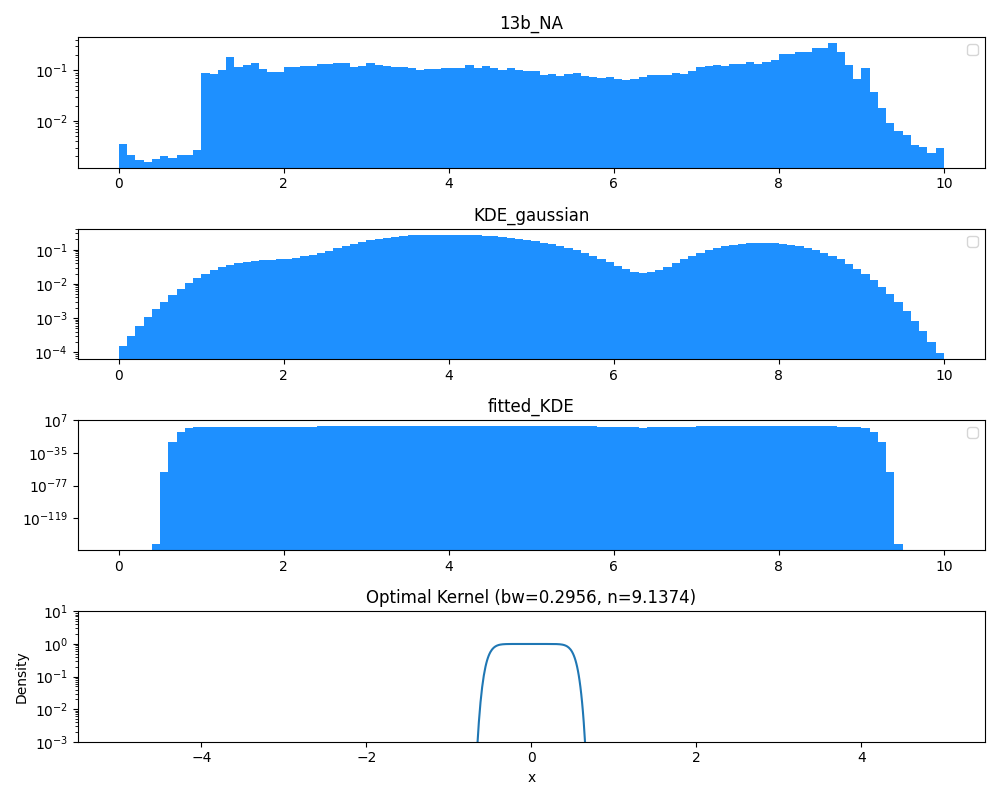 13b_NA
10⁻¹
10⁻²
0 2 4 6 8 10
KDE_gaussian
10⁻¹
10⁻²
10⁻³
10⁻⁴
0 2 4 6 8 10
fitted_KDE
10⁷
10⁻³⁵
10⁻⁷⁷
10⁻¹¹⁹
0 2 4 6 8 10
Optimal Kernel (bw=0.2956, n=9.1374)
10¹
10⁰
10⁻¹
10⁻²
10⁻³
Density
−4 −2 0 2 4
x